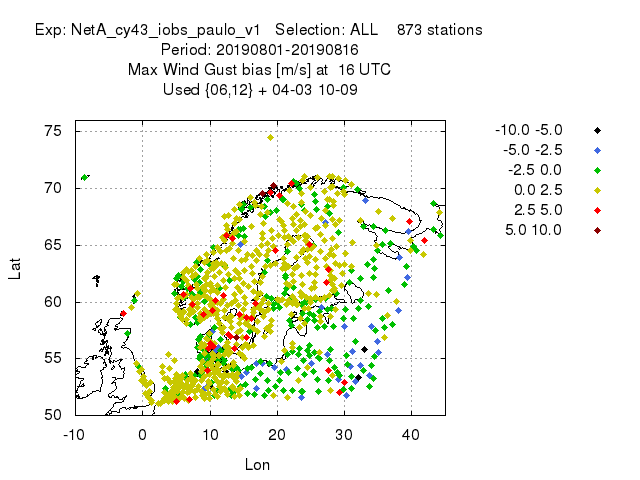 Exp: NetA_cy43_iobs_paulo_v1 Selection: ALL 873 stations
Period: 20190801-20190816
Max Wind Gust bias [m/s] at 16 UTC
Used {06,12} + 04-03 10-09
-10.0 -5.0
-5.0 -2.5
-2.5 0.0
0.0 2.5
2.5 5.0
5.0 10.0
75
70
65
60
55
50
Lat
-10 0 10 20 30 40
Lon